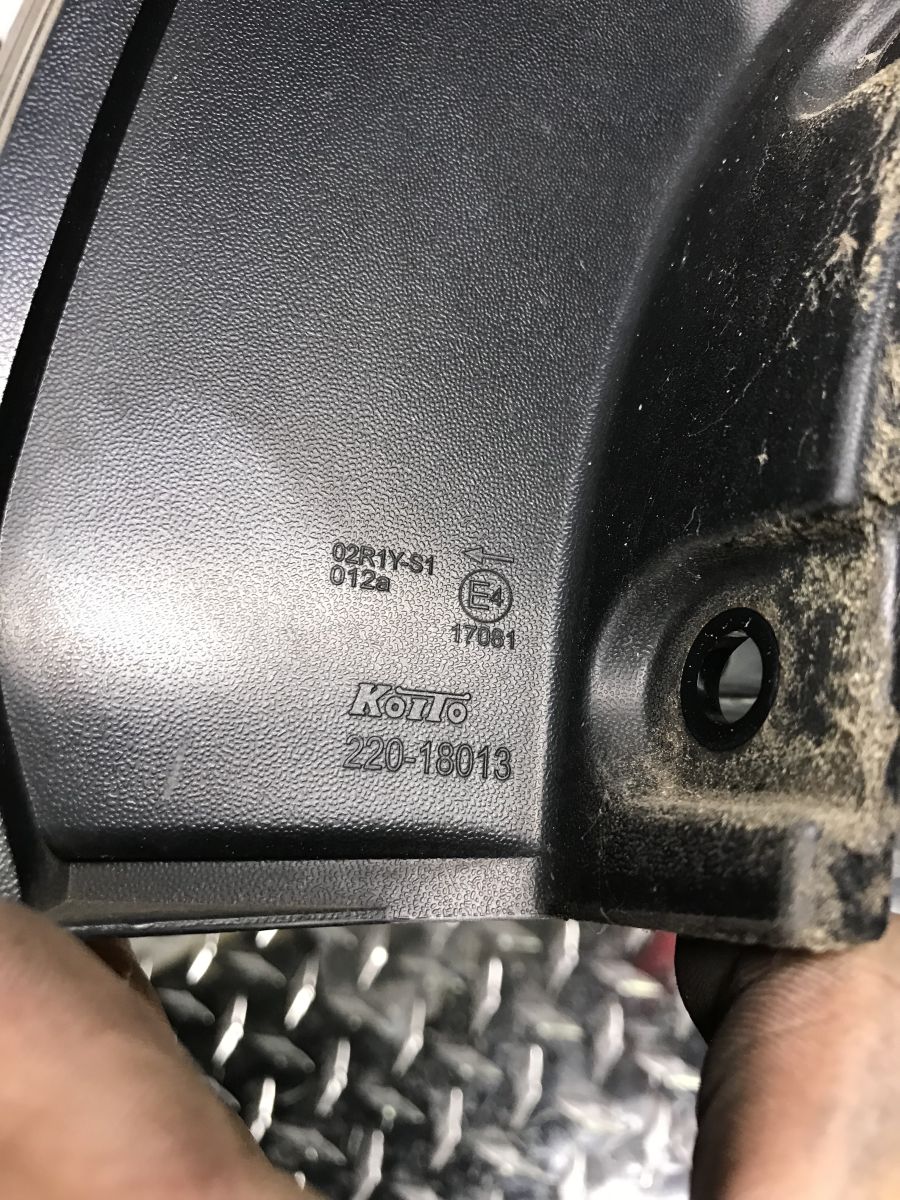 02R1Y-S1
012a
E4
17081
KOITO
220-18013